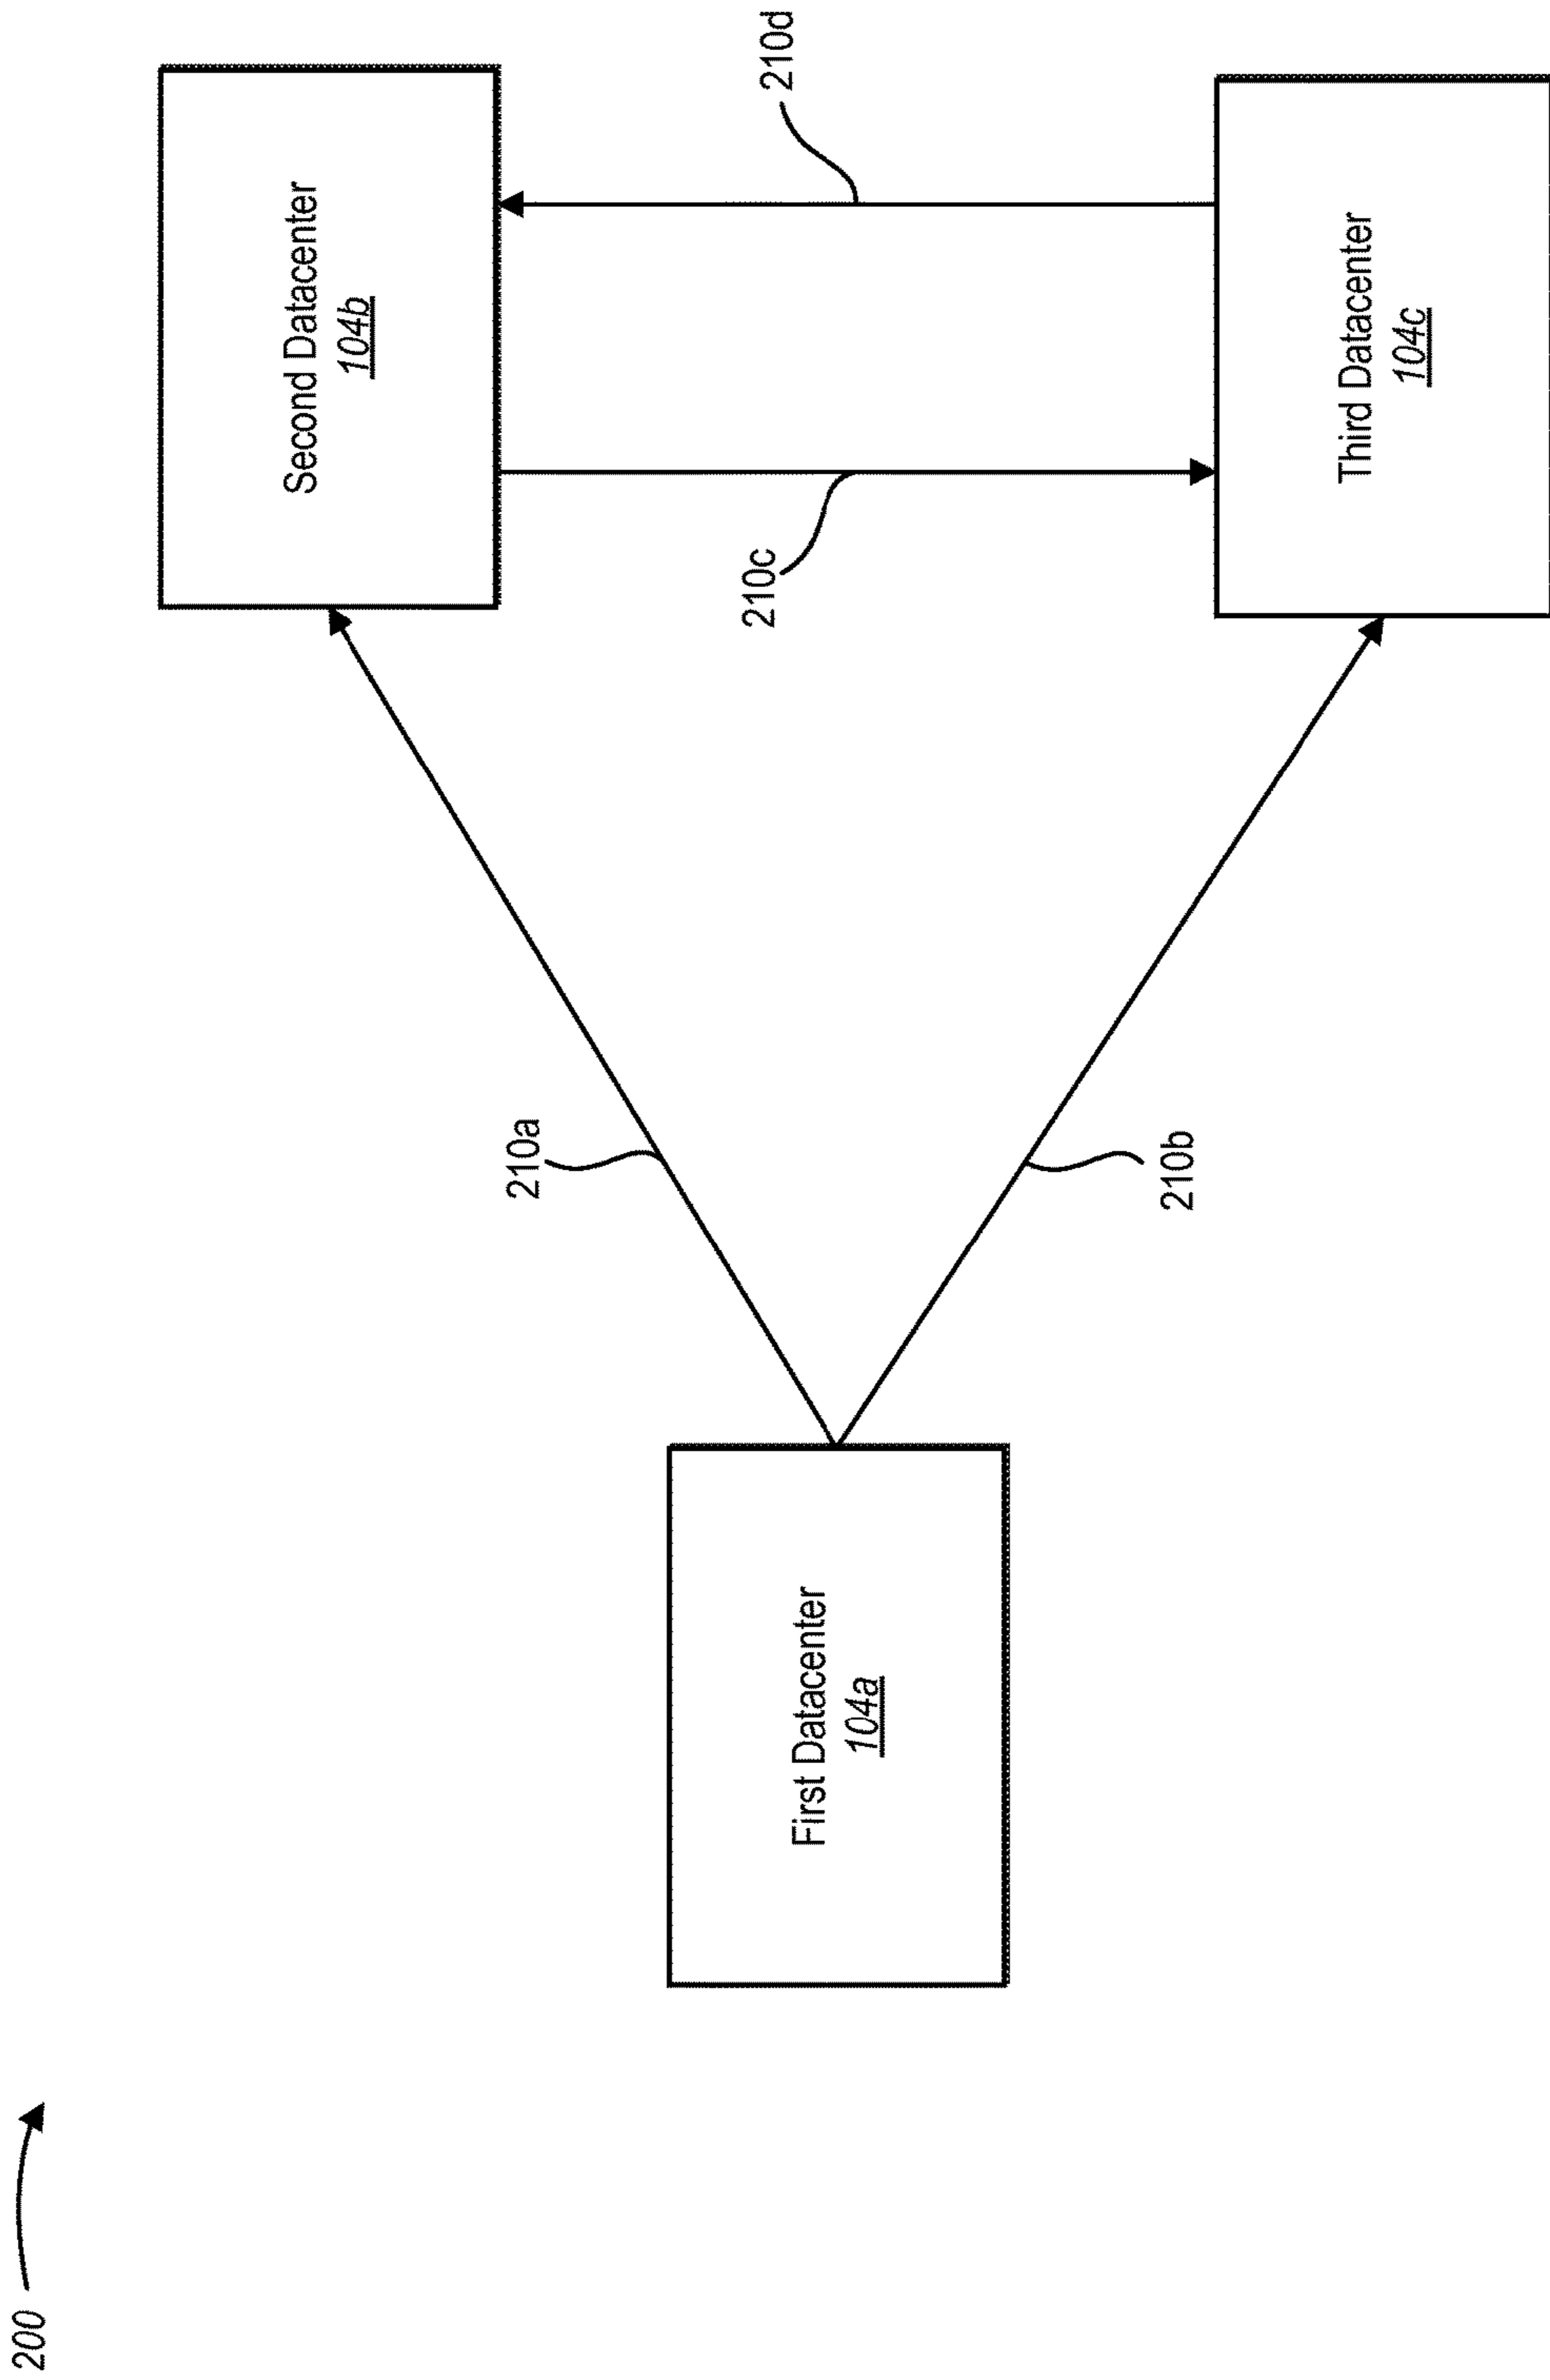 200
First Datacenter
104a
210a
210b
Second Datacenter
104b
210c
210d
Third Datacenter
104c